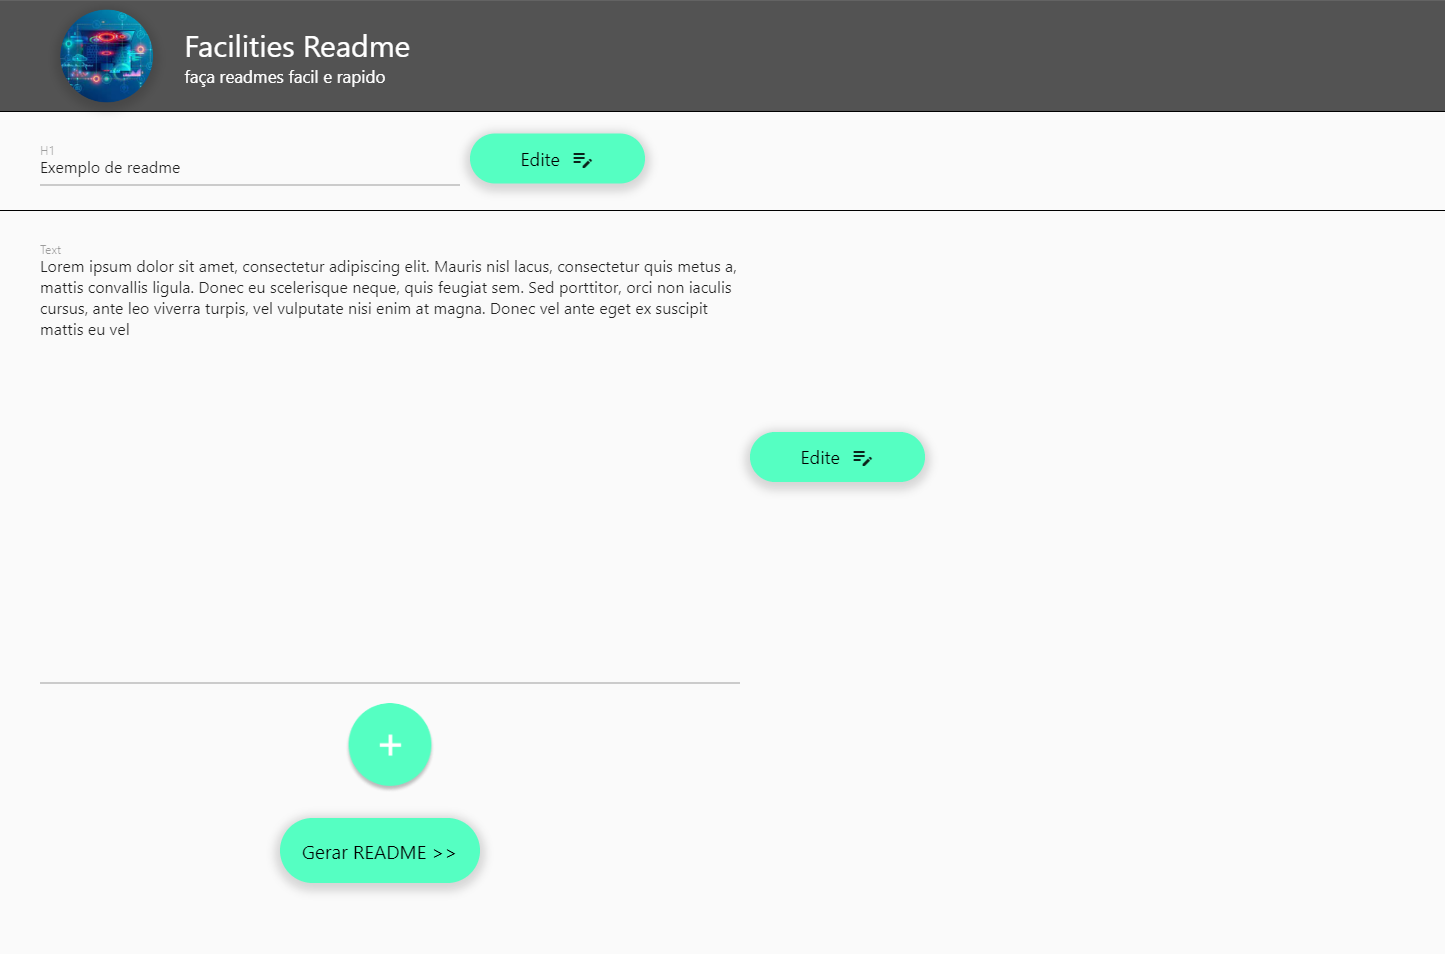 Facilities Readme
faça readmes facil e rapido
H1
Exemplo de readme
Edite
Text
Lorem ipsum dolor sit amet, consectetur adipiscing elit. Mauris nisl lacus, consectetur quis metus a,
mattis convallis ligula. Donec eu scelerisque neque, quis feugiat sem. Sed porttitor, orci non iaculis
cursus, ante leo viverra turpis, vel vulputate nisi enim at magna. Donec vel ante eget ex suscipit
mattis eu vel
Edite
+
Gerar README >>